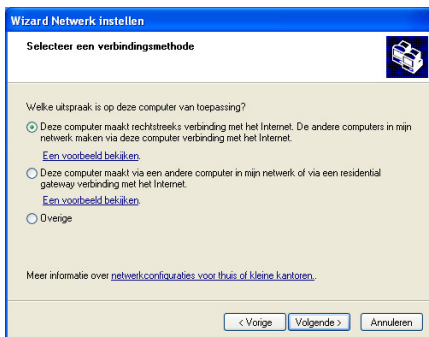 Wizard Netwerk instellen
Selecteer een verbindingsmethode
Welke uitspraak is op deze computer van toepassing?
Deze computer maakt rechtstreeks verbinding met het Internet. De andere computers in mijn
netwerk maken via deze computer verbinding met het Internet.
Een voorbeeld bekijken.
Deze computer maakt via een andere computer in mijn netwerk of via een residential
gateway verbinding met het Internet.
Een voorbeeld bekijken.
Overige
Meer informatie over netwerkconfiguraties voor thuis of kleine kantoren..
< Vorige Volgende > Annuleren